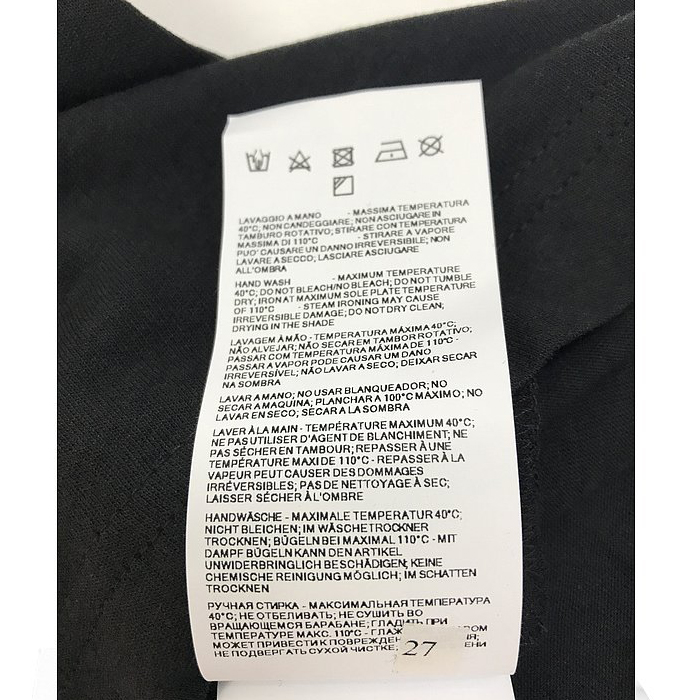 LAVAGGIO A MANO - MASSIMA TEMPERATURA
40°C; NON CANDEGGIARE; NON ASCIUGARE IN
TAMBURO ROTATIVO; STIRARE CON TEMPERATURA
MASSIMA DI 110°C - STIRARE A VAPORE
PUO' CAUSARE UN DANNO IRREVERSIBILE; NON
LAVARE A SECCO; LASCIARE ASCIUGARE
ALL'OMBRA
HAND WASH - MAXIMUM TEMPERATURE
40°C; DO NOT BLEACH/NO BLEACH; DO NOT TUMBLE
DRY; IRON AT MAXIMUM SOLE PLATE TEMPERATURE
OF 110°C - STEAM IRONING MAY CAUSE
IRREVERSIBLE DAMAGE; DO NOT DRY CLEAN;
DRYING IN THE SHADE
LAVAGEM À MÃO - TEMPERATURA MÁXIMA 40°C;
NÃO ALVEJAR; NÃO SECAR EM TAMBOR ROTATIVO;
PASSAR COM TEMPERATURA MÁXIMA DE 110°C -
PASSAR A VAPOR PODE CAUSAR UM DANO
IRREVERSÍVEL; NÃO LAVAR A SECO; DEIXAR SECAR
NA SOMBRA
LAVAR A MANO; NO USAR BLANQUEADOR; NO
SECAR A MAQUINA; PLANCHAR A 100°C MÁXIMO; NO
LAVAR EN SECO; SECAR A LA SOMBRA
LAVER À LA MAIN - TEMPÉRATURE MAXIMUM 40°C;
NE PAS UTILISER D'AGENT DE BLANCHIMENT; NE
PAS SÉCHER EN TAMBOUR; REPASSER À UNE
TEMPÉRATURE MAXI DE 110°C - REPASSER À LA
VAPEUR PEUT CAUSER DES DOMMAGES
IRRÉVERSIBLES; PAS DE NETTOYAGE À SEC;
LAISSER SÉCHER À L'OMBRE
HANDWÄSCHE - MAXIMALE TEMPERATUR 40°C;
NICHT BLEICHEN; IM WÄSCHETROCKNER
TROCKNEN; BÜGELN BEI MAXIMAL 110°C - MIT
DAMPF BÜGELN KANN DEN ARTIKEL
UNWIDERBRINGLICH BESCHÄDIGEN; KEINE
CHEMISCHE REINIGUNG MÖGLICH; IM SCHATTEN
TROCKNEN
РУЧНАЯ СТИРКА - МАКСИМАЛЬНАЯ ТЕМПЕРАТУРА
40°C; НЕ ОТБЕЛИВАТЬ; НЕ СУШИТЬ ВО
ВРАЩАЮЩЕМСЯ БАРАБАНЕ; ГЛАДИТЬ ПРИ
ТЕМПЕРАТУРЕ МАКС. 110°C - ГЛАЖ
МОЖЕТ ПРИВЕСТИ К ПОВРЕЖДЕН
НЕ ПОДВЕРГАТЬ СУХОЙ ЧИСТКЕ;
27